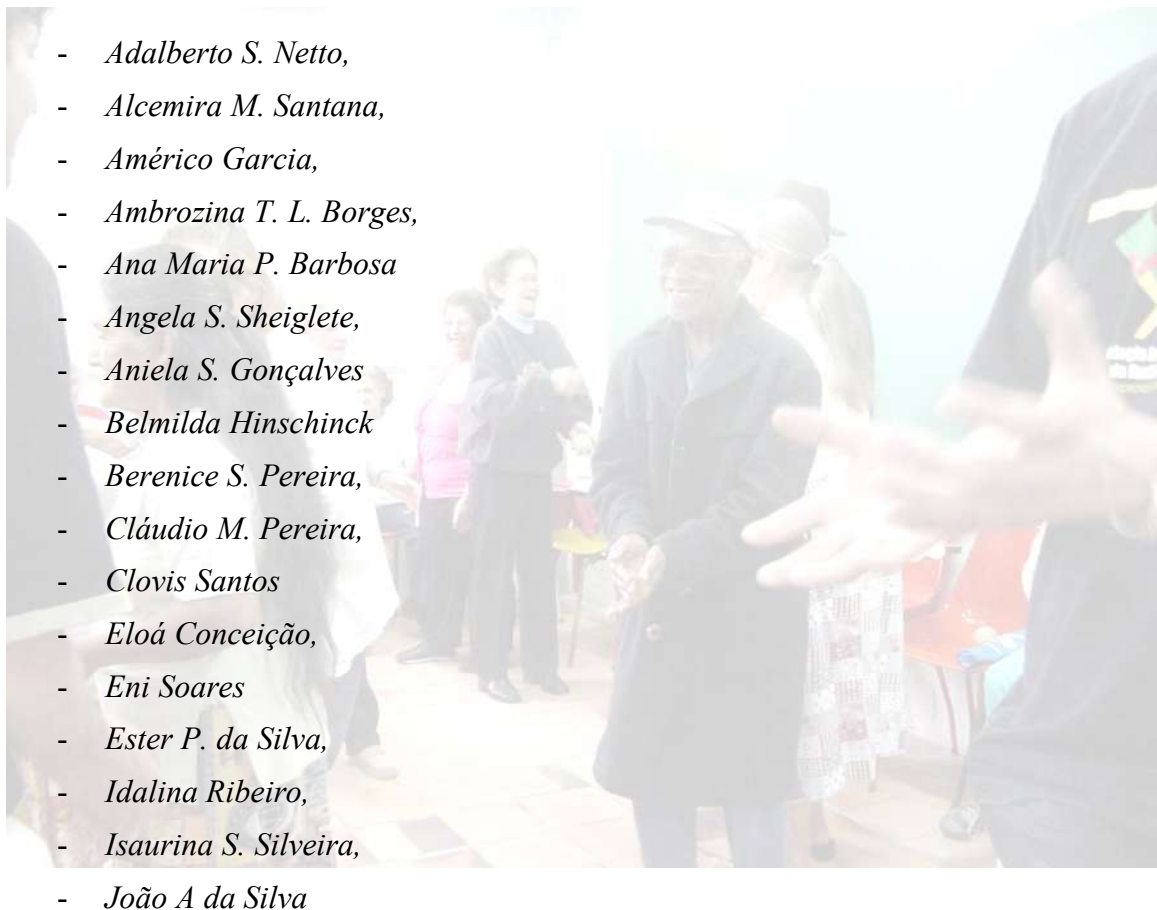 - Adalberto S. Netto,
- Alcemira M. Santana,
- Américo Garcia,
- Ambrozina T. L. Borges,
- Ana Maria P. Barbosa
- Angela S. Sheiglete,
- Aniela S. Gonçalves
- Belmilda Hinschinck
- Berenice S. Pereira,
- Cláudio M. Pereira,
- Clovis Santos
- Eloá Conceição,
- Eni Soares
- Ester P. da Silva,
- Idalina Ribeiro,
- Isaurina S. Silveira,
- João A da Silva